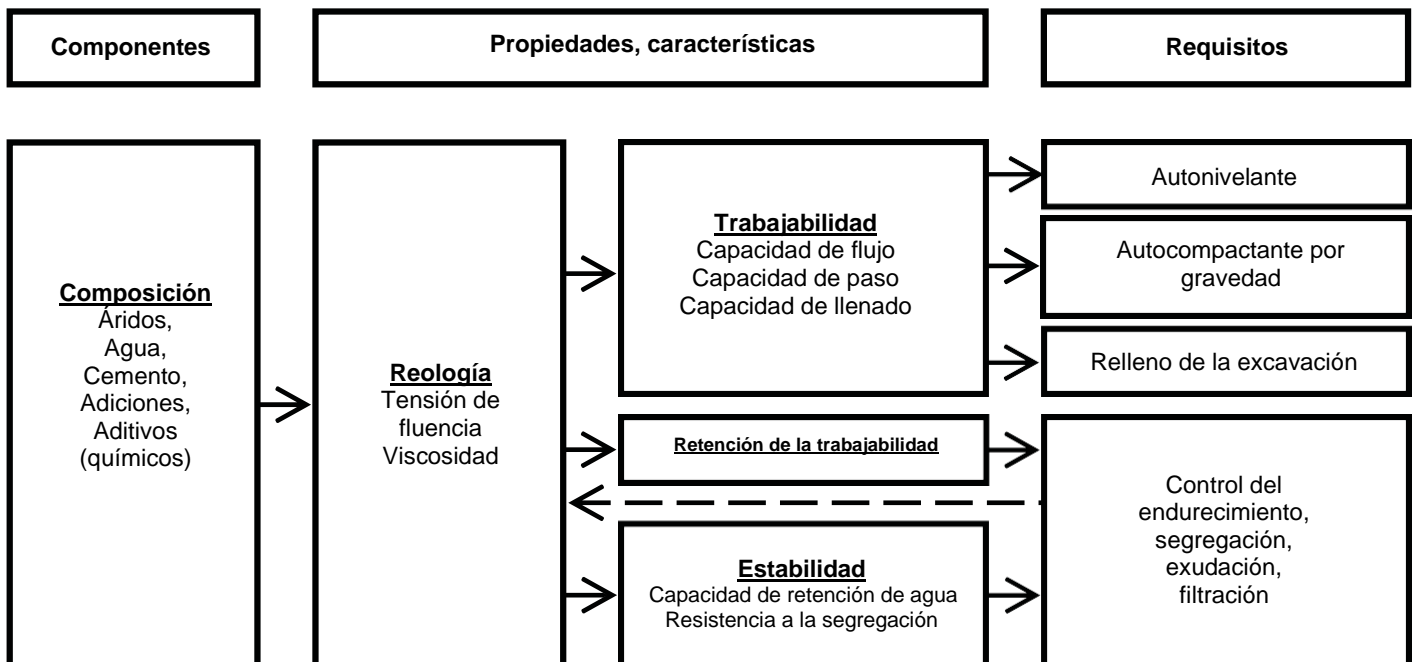 Componentes
Propiedades, características
Requisitos
Composición
Áridos,
Agua,
Cemento,
Adiciones,
Aditivos
(químicos)
Reología
Tensión de
fluencia
Viscosidad
Trabajabilidad
Capacidad de flujo
Capacidad de paso
Capacidad de llenado
Retención de la trabajabilidad
Estabilidad
Capacidad de retención de agua
Resistencia a la segregación
Autonivelante
Autocompactante por
gravedad
Relleno de la excavación
Control del
endurecimiento,
segregación,
exudación,
filtración